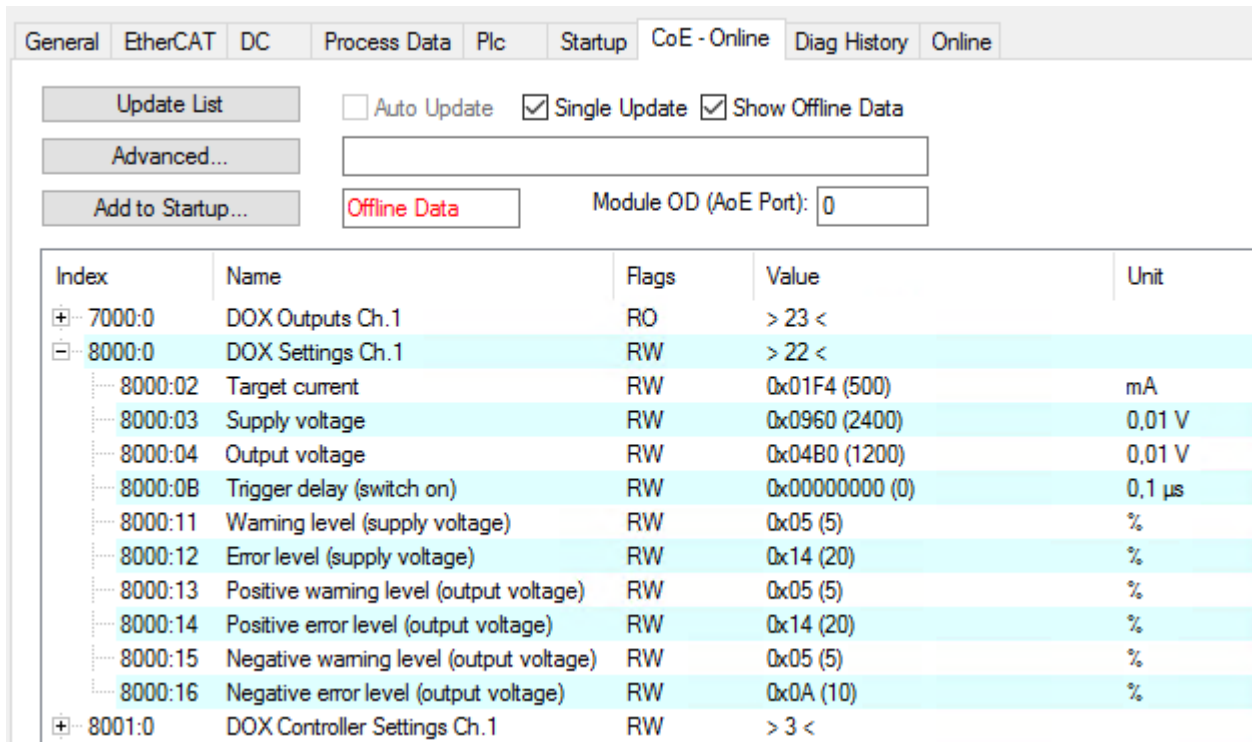 General EtherCAT DC Process Data Plc Startup CoE - Online Diag History Online
Update List Auto Update Single Update Show Offline Data
Advanced...
Add to Startup... Offline Data Module OD (AoE Port): 0
Index Name Flags Value Unit
7000:0 DOX Outputs Ch.1 RO > 23 <
8000:0 DOX Settings Ch.1 RW > 22 <
8000:02 Target current RW 0x01F4 (500) mA
8000:03 Supply voltage RW 0x0960 (2400) 0,01 V
8000:04 Output voltage RW 0x04B0 (1200) 0,01 V
8000:0B Trigger delay (switch on) RW 0x00000000 (0) 0,1 µs
8000:11 Warning level (supply voltage) RW 0x05 (5) %
8000:12 Error level (supply voltage) RW 0x14 (20) %
8000:13 Positive warning level (output voltage) RW 0x05 (5) %
8000:14 Positive error level (output voltage) RW 0x14 (20) %
8000:15 Negative warning level (output voltage) RW 0x05 (5) %
8000:16 Negative error level (output voltage) RW 0x0A (10) %
8001:0 DOX Controller Settings Ch.1 RW > 3 <